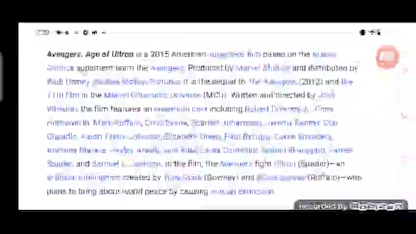 Avengers: Age of Ultron is a 2015 American superhero film based on the Marvel
Comics superhero team the Avengers. Produced by Marvel Studios and distributed by
Walt Disney Studios Motion Pictures, it is the sequel to The Avengers (2012) and the
11th film in the Marvel Cinematic Universe (MCU). Written and directed by Joss
Whedon, the film features an ensemble cast including Robert Downey Jr., Chris
Hemsworth, Mark Ruffalo, Chris Evans, Scarlett Johansson, Jeremy Renner, Don
Cheadle, Aaron Taylor-Johnson, Elizabeth Olsen, Paul Bettany, Cobie Smulders,
Anthony Mackie, Hayley Atwell, Idris Elba, Linda Cardellini, Stellan Skarsgård, James
Spader, and Samuel L. Jackson. In the film, the Avengers fight Ultron (Spader)—an
artificial intelligence created by Tony Stark (Downey) and Bruce Banner (Ruffalo)—who
plans to bring about world peace by causing human extinction.
recorded by